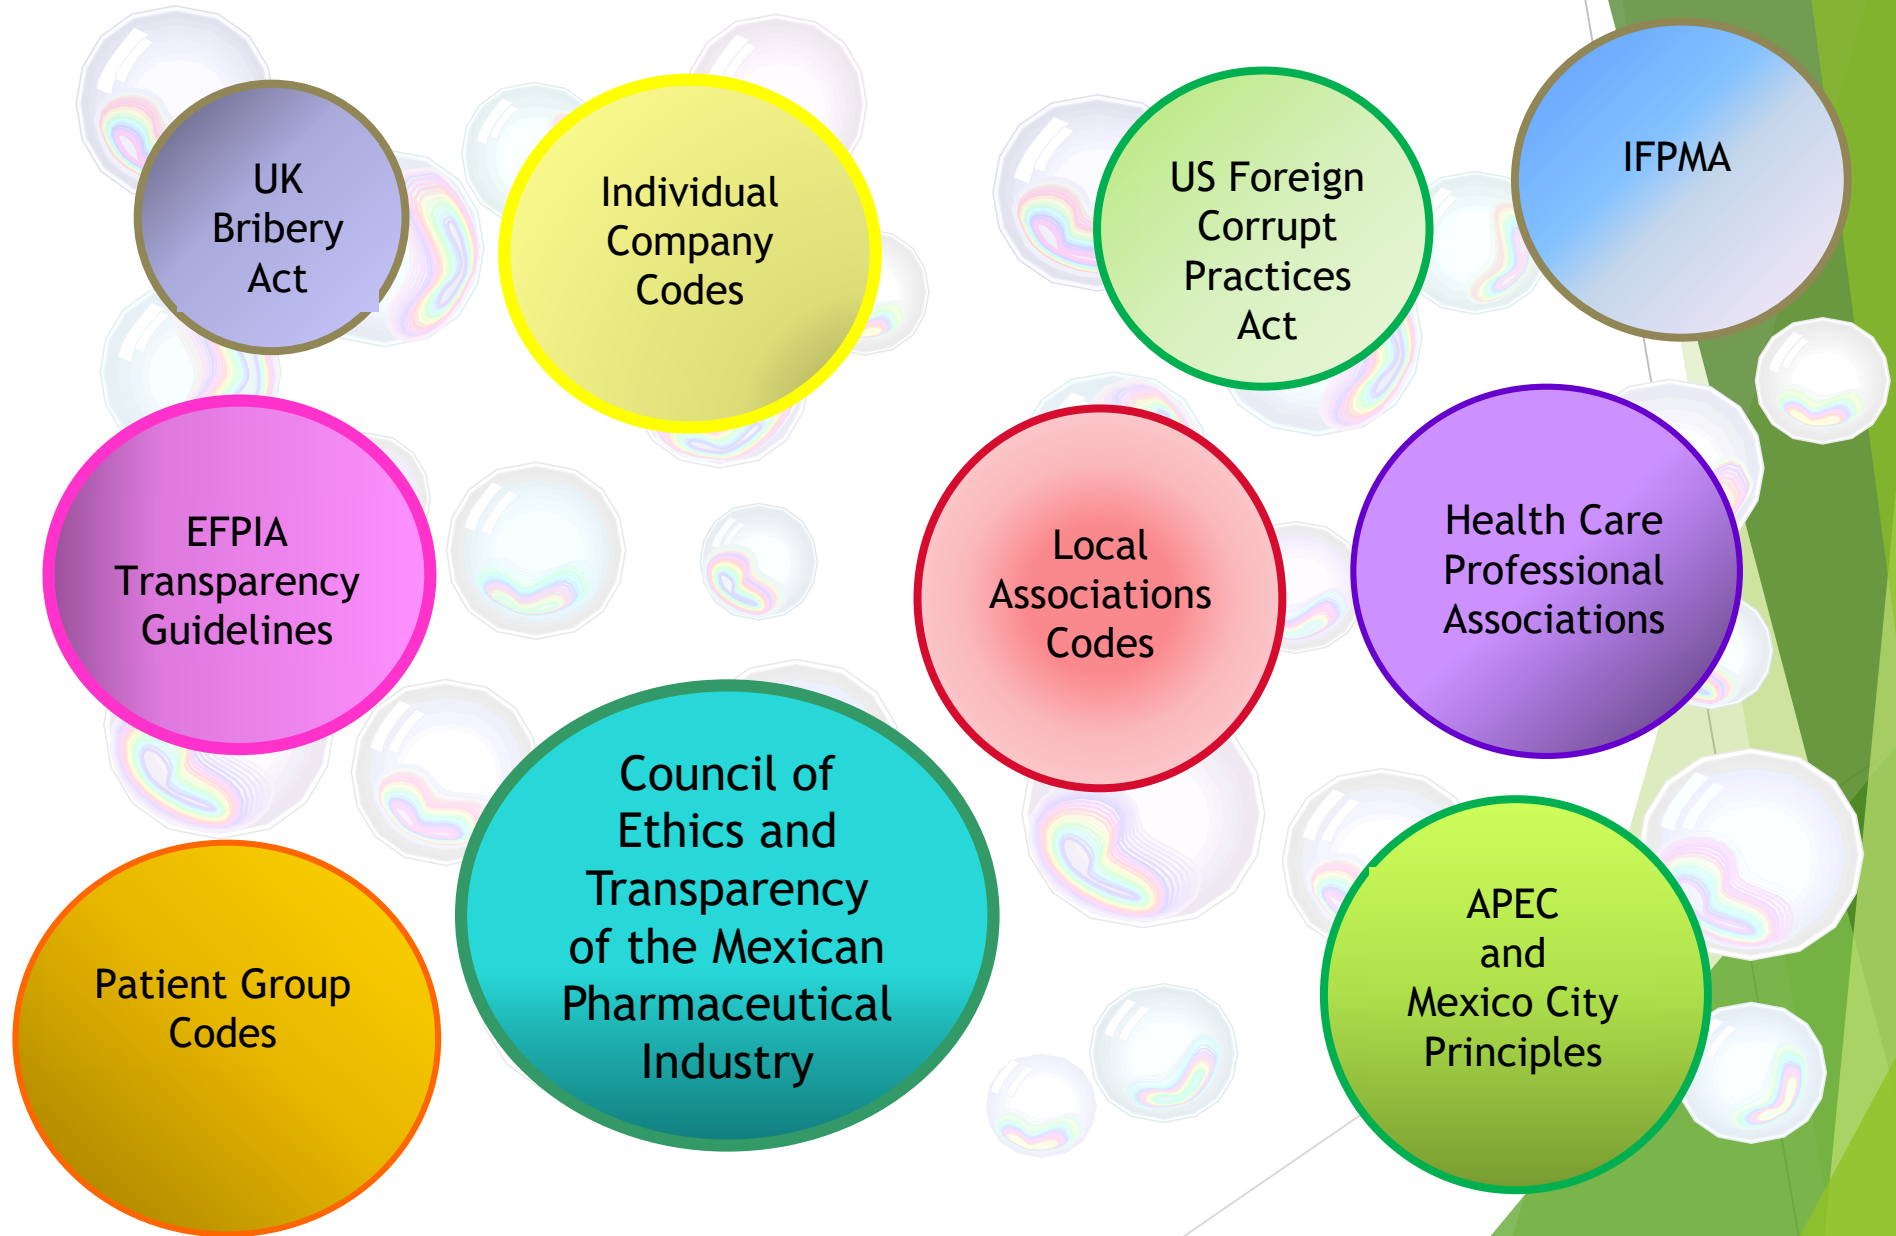 UK
Bribery
Act
Individual
Company
Codes
US Foreign
Corrupt
Practices
Act
IFPMA
EFPIA
Transparency
Guidelines
Local
Associations
Codes
Health Care
Professional
Associations
Patient Group
Codes
Council of
Ethics and
Transparency
of the Mexican
Pharmaceutical
Industry
APEC
and
Mexico City
Principles